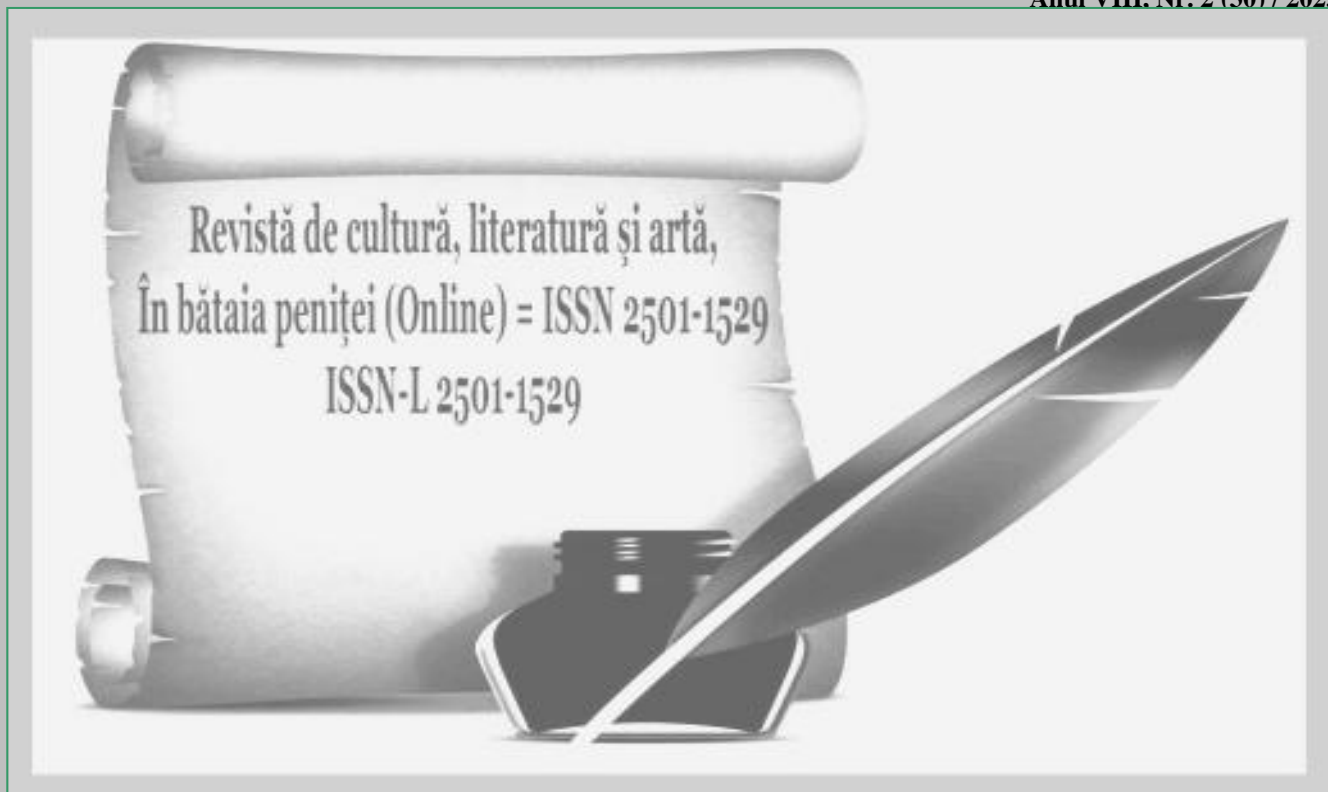 Revistă de cultură, literatură și artă,
În bătaia peniței (Online) = ISSN 2501-1529
ISSN-L 2501-1529